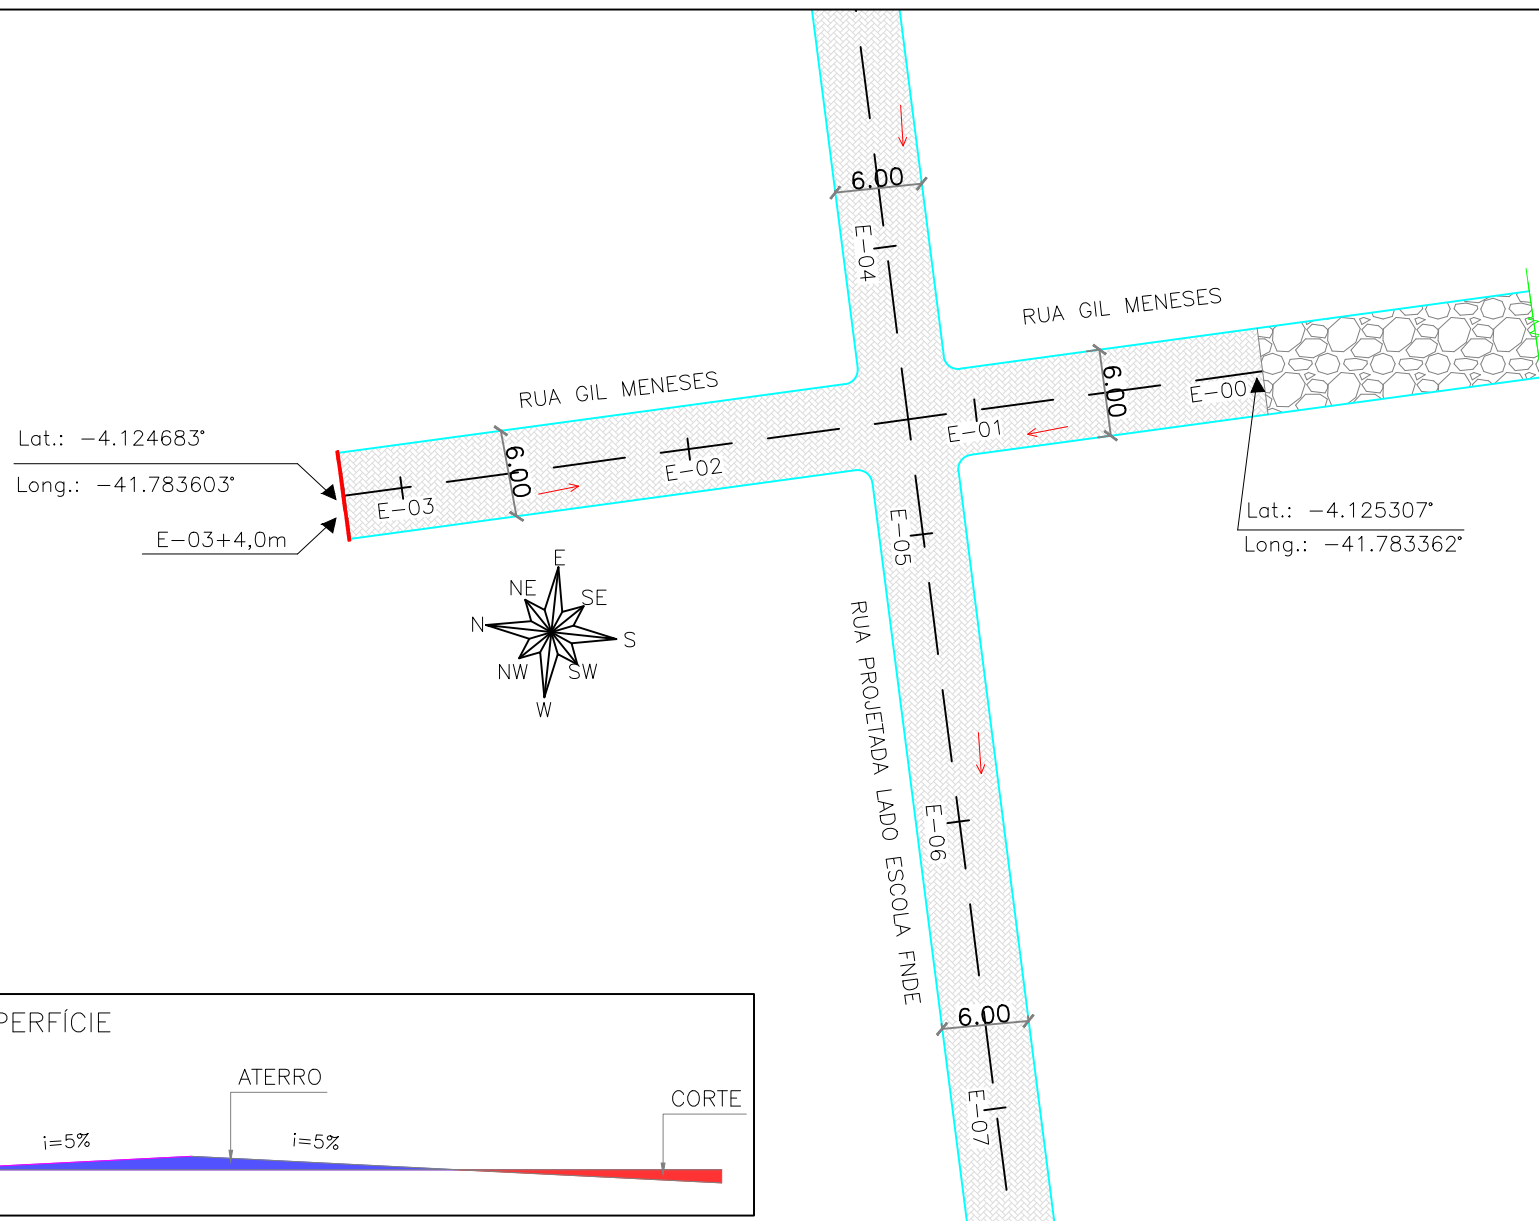 6.00
E-04
RUA GIL MENESES
6.00
E-00
E-01
RUA GIL MENESES
Lat.: -4.124683°
Long.: -41.783603°
6.00
E-02
E-03
E-03+4,0m
Lat.: -4.125307°
Long.: -41.783362°
E-05
E
NE
SE
N
S
NW
SW
W
RUA PROJETADA LADO ESCOLA FNDE
E-06
6.00
E-07
PERFÍCIE
ATERRO
CORTE
i=5%
i=5%